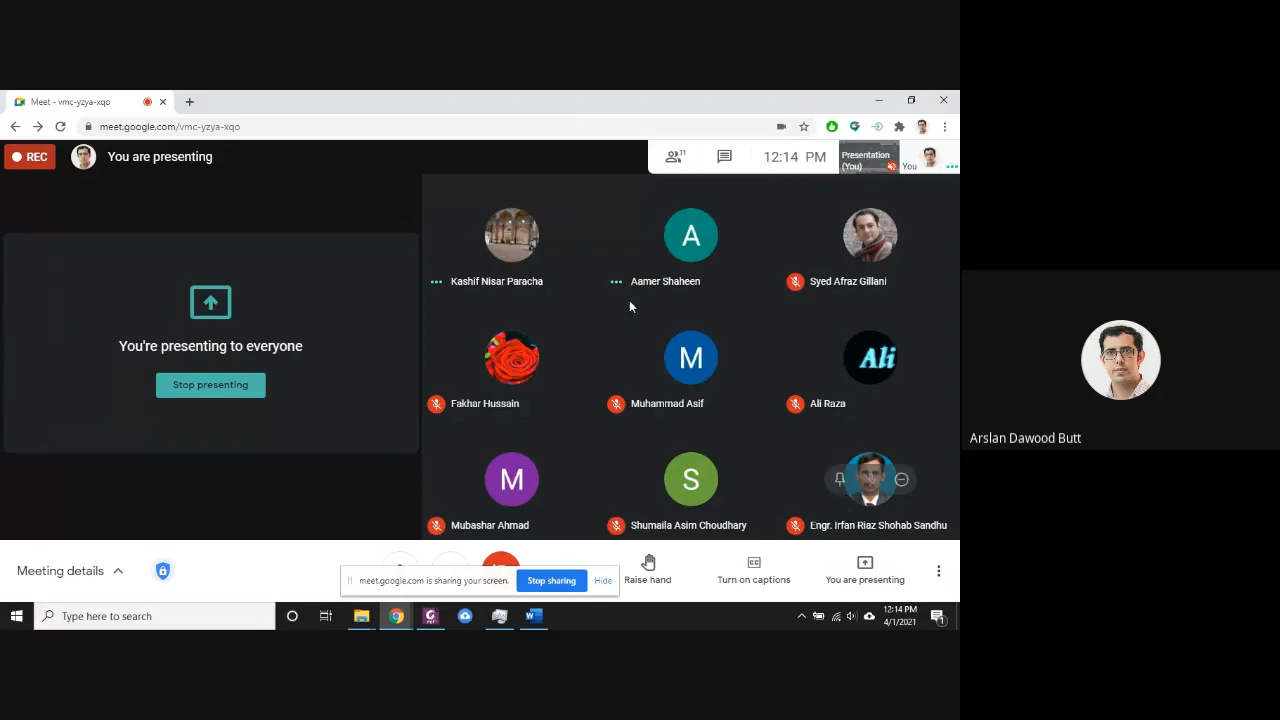 Meet - vmc-yzya-xqo
meet.google.com/vmc-yzya-xqo
REC
You are presenting
11
12:14 PM
Presentation
(You)
You
A
Kashif Nisar Paracha
Aamer Shaheen
Syed Afraz Gillani
You're presenting to everyone
Stop presenting
M
Ali
Fakhar Hussain
Muhammad Asif
Ali Raza
M
S
Mubashar Ahmad
Shumaila Asim Choudhary
Engr. Irfan Riaz Shohab Sandhu
Arslan Dawood Butt
Meeting details
meet.google.com is sharing your screen.
Stop sharing
Hide
Raise hand
Turn on captions
You are presenting
Type here to search
12:14 PM
4/1/2021
1